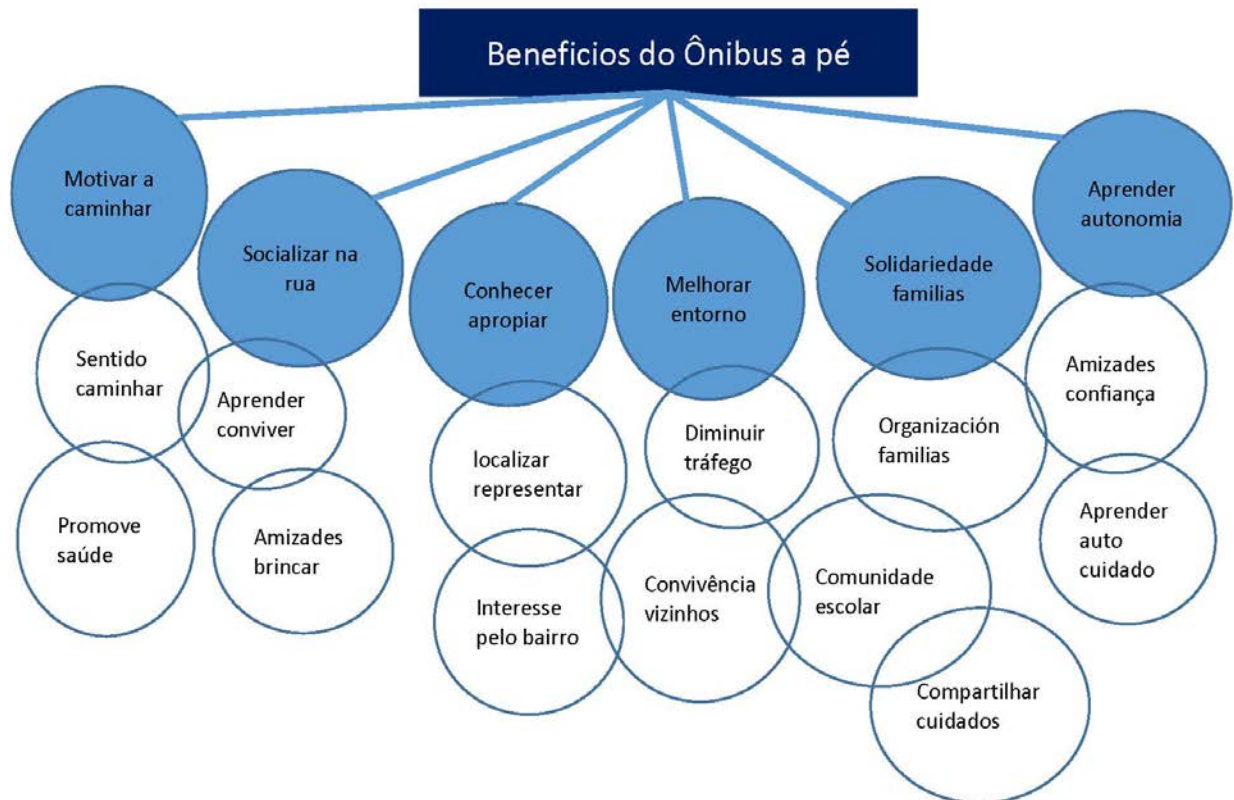 Beneficios do Ônibus a pé
Motivar a
caminhar
Socializar na
rua
Conhecer
apropiar
Melhorar
entorno
Solidariedade
familias
Aprender
autonomia
Sentido
caminhar
Aprender
conviver
localizar
representar
Diminuir
tráfego
Organización
familias
Amizades
confiança
Promove
saúde
Amizades
brincar
Interesse
pelo bairro
Convivência
vizinhos
Comunidade
escolar
Aprender
auto
cuidado
Compartilhar
cuidados